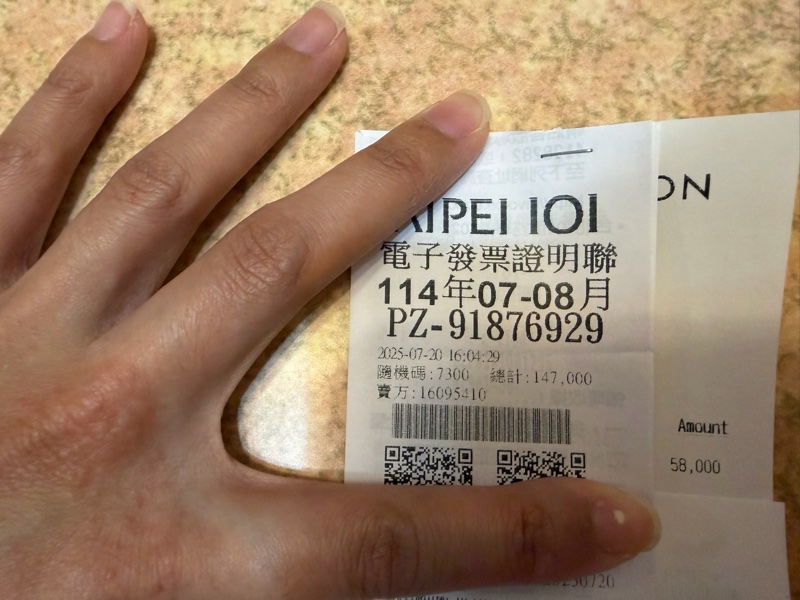 TAIPEI 101
電子發票證明聯
114年07-08月
PZ-91876929
2025-07-20 16:04:29
隨機碼:7300 總計:147,000
賣方:16095410
ON
Amount
58,000